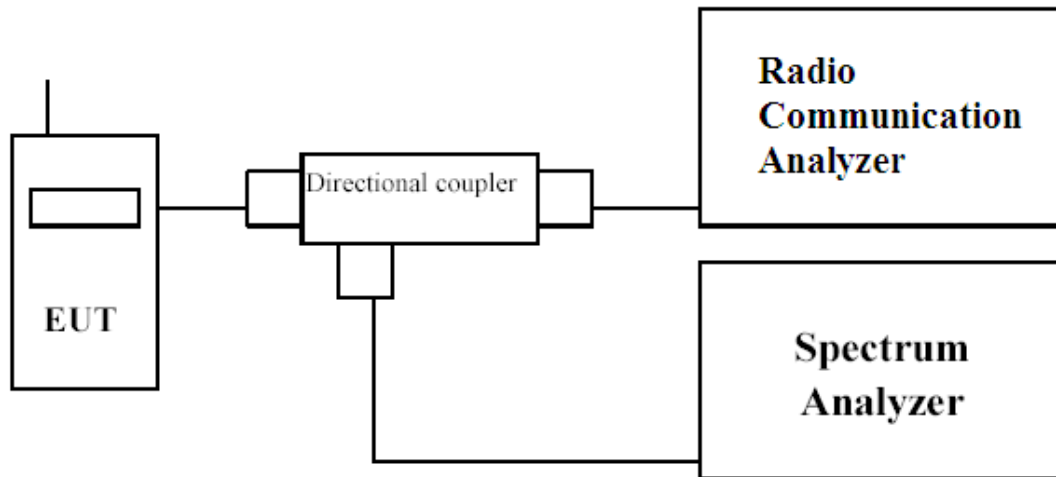 Radio
Communication
Analyzer
Directional coupler
EUT
Spectrum
Analyzer